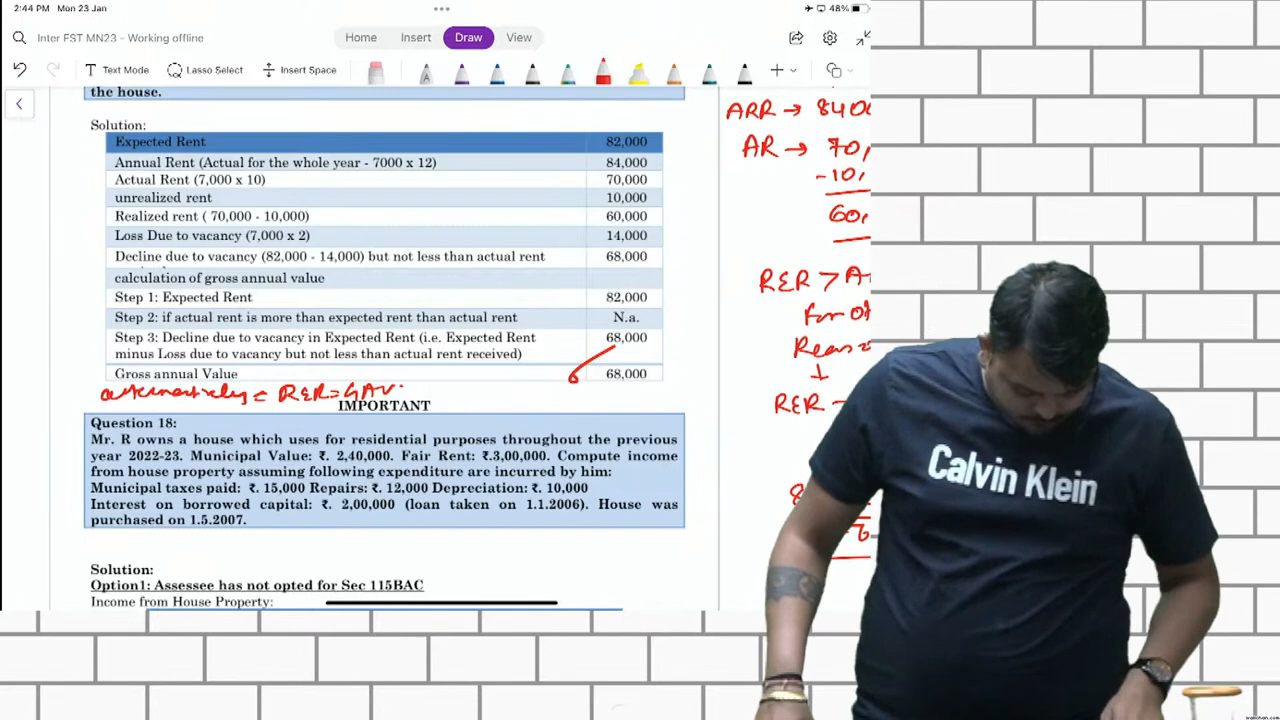 2:44 PM Mon 23 Jan
48%
Inter FST MN23 - Working offline
Home Insert Draw View
Text Mode Lasso Select Insert Space
the house.
Solution:
Expected Rent 82,000
Annual Rent (Actual for the whole year - 7000 x 12) 84,000
Actual Rent (7,000 x 10) 70,000
unrealized rent 10,000
Realized rent ( 70,000 - 10,000) 60,000
Loss Due to vacancy (7,000 x 2) 14,000
Decline due to vacancy (82,000 - 14,000) but not less than actual rent 68,000
calculation of gross annual value
Step 1: Expected Rent 82,000
Step 2: if actual rent is more than expected rent than actual rent N.a.
Step 3: Decline due to vacancy in Expected Rent (i.e. Expected Rent 68,000
minus Loss due to vacancy but not less than actual rent received)
Gross annual Value 68,000
alternatively = RER = GAV.
IMPORTANT
Question 18:
Mr. R owns a house which uses for residential purposes throughout the previous
year 2022-23. Municipal Value: ₹. 2,40,000. Fair Rent: ₹.3,00,000. Compute income
from house property assuming following expenditure are incurred by him:
Municipal taxes paid: ₹. 15,000 Repairs: ₹. 12,000 Depreciation: ₹. 10,000
Interest on borrowed capital: ₹. 2,00,000 (loan taken on 1.1.2006). House was
purchased on 1.5.2007.
Solution:
Option1: Assessee has not opted for Sec 115BAC
Income from House Property:
ARR → 840
AR → 70,
-10,
60,
RER > A
For
Reas
RER -
8
Calvin Klein